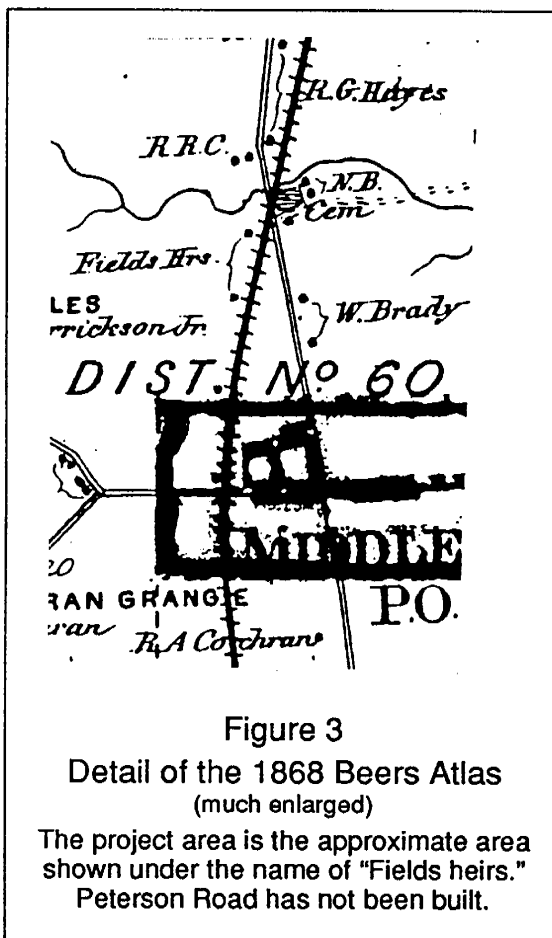 R.G. Hayes
R R.C.
N.B.
Cem
Fields Hrs.
LES
rrickson Jr.
W. Brady
DIST. No 60
MIDDLE
P.O.
RAN GRANGE
ran
R. A Cochran
Figure 3
Detail of the 1868 Beers Atlas
(much enlarged)
The project area is the approximate area
shown under the name of "Fields heirs."
Peterson Road has not been built.